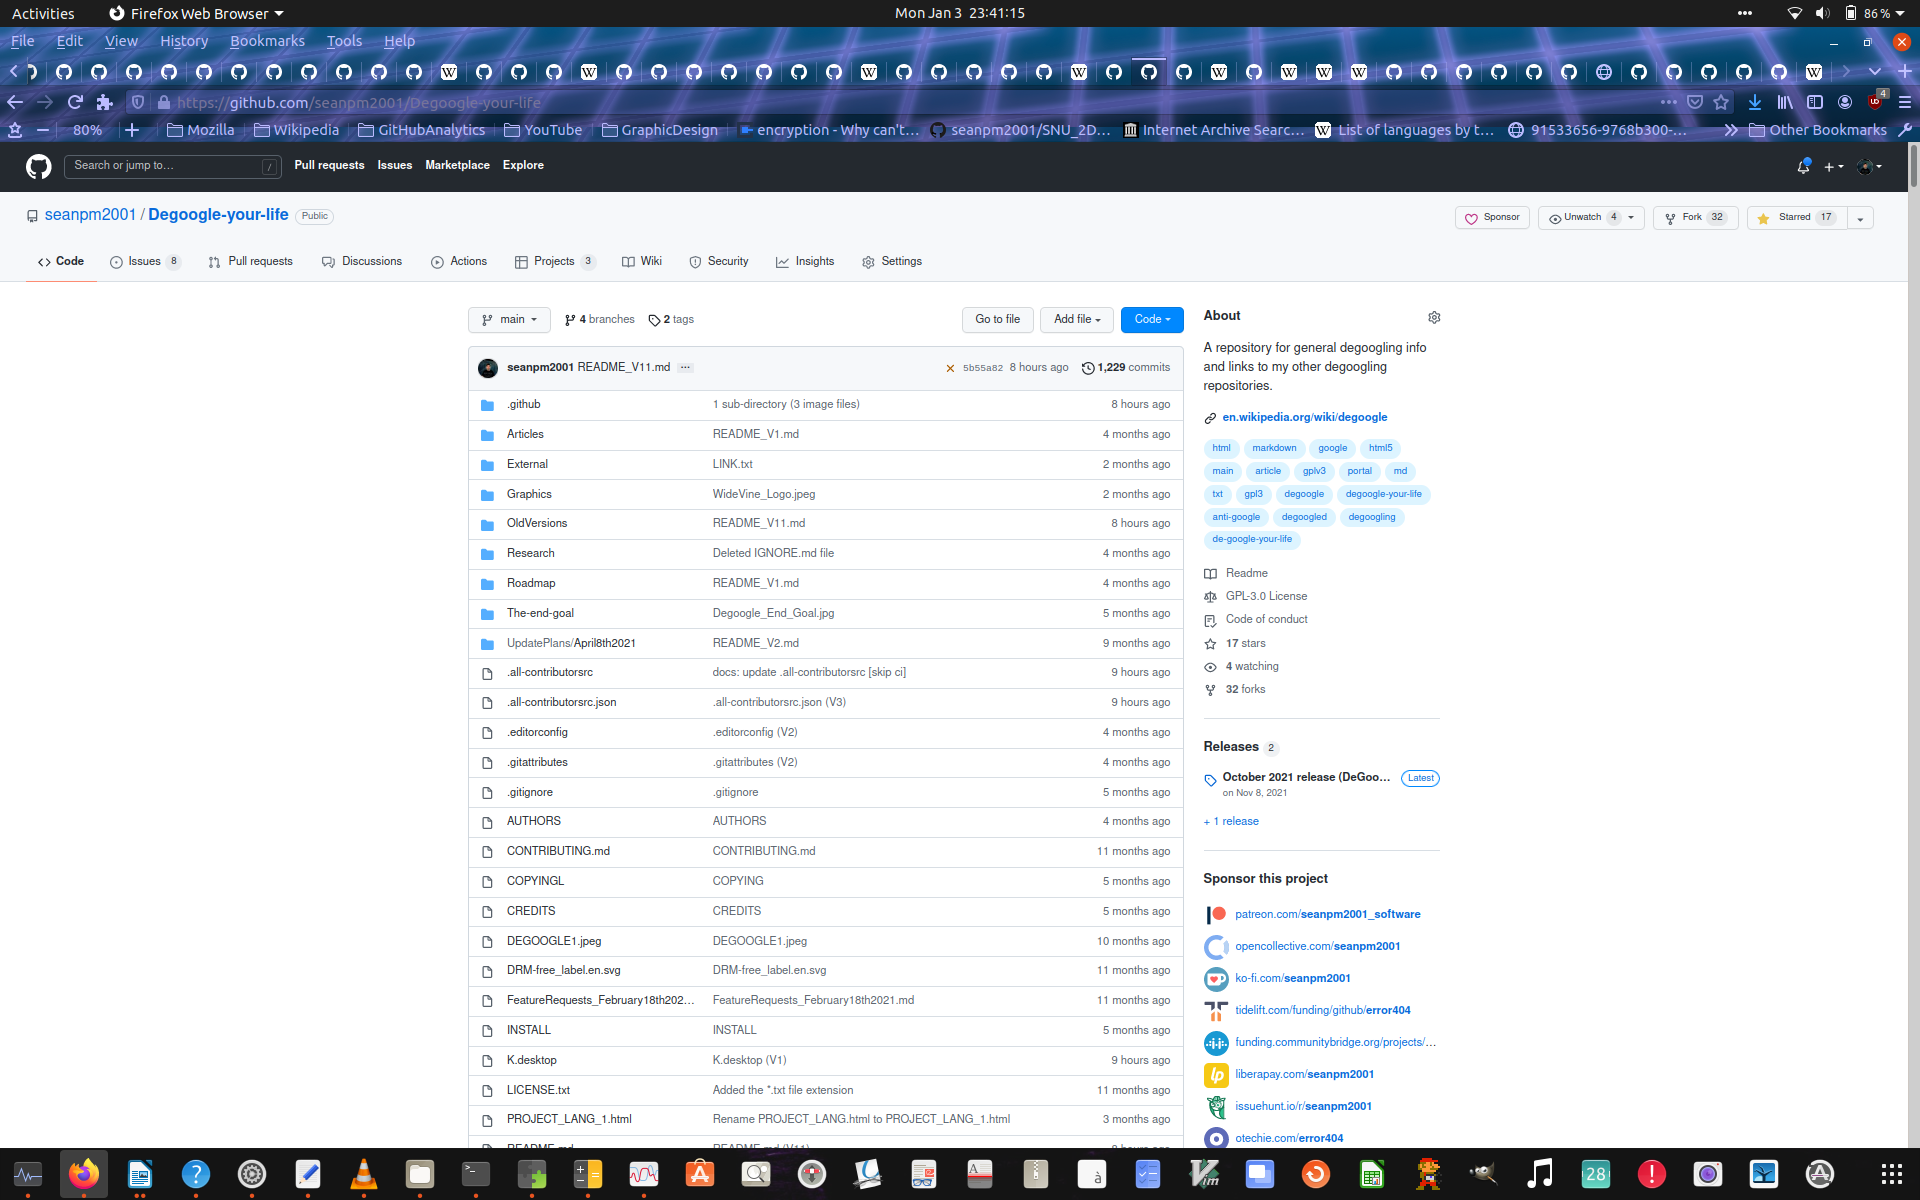 Activities Firefox Web Browser Mon Jan 3 23:41:15 86 %
File Edit View History Bookmarks Tools Help
https://github.com/seanpm2001/Degoogle-your-life
4
80% Mozilla Wikipedia GitHubAnalytics YouTube GraphicDesign encryption - Why can't... seanpm2001/SNU_2D... Internet Archive Searc... List of languages by t... 91533656-9768b300-... Other Bookmarks
Search or jump to... / Pull requests Issues Marketplace Explore
seanpm2001 / Degoogle-your-life Public Sponsor Unwatch 4 Fork 32 Starred 17
Code Issues 8 Pull requests Discussions Actions Projects 3 Wiki Security Insights Settings
main 4 branches 2 tags Go to file Add file Code
seanpm2001 README_V11.md ... 5b55a82 8 hours ago 1,229 commits
.github 1 sub-directory (3 image files) 8 hours ago
Articles README_V1.md 4 months ago
External LINK.txt 2 months ago
Graphics WideVine_Logo.jpeg 2 months ago
OldVersions README_V11.md 8 hours ago
Research Deleted IGNORE.md file 4 months ago
Roadmap README_V1.md 4 months ago
The-end-goal Degoogle_End_Goal.jpg 5 months ago
UpdatePlans/April8th2021 README_V2.md 9 months ago
.all-contributorsrc docs: update .all-contributorsrc [skip ci] 9 hours ago
.all-contributorsrc.json .all-contributorsrc.json (V3) 9 hours ago
.editorconfig .editorconfig (V2) 4 months ago
.gitattributes .gitattributes (V2) 4 months ago
.gitignore .gitignore 5 months ago
AUTHORS AUTHORS 4 months ago
CONTRIBUTING.md CONTRIBUTING.md 11 months ago
COPYINGL COPYING 5 months ago
CREDITS CREDITS 5 months ago
DEGOOGLE1.jpeg DEGOOGLE1.jpeg 10 months ago
DRM-free_label.en.svg DRM-free_label.en.svg 11 months ago
FeatureRequests_February18th202... FeatureRequests_February18th2021.md 11 months ago
INSTALL INSTALL 5 months ago
K.desktop K.desktop (V1) 9 hours ago
LICENSE.txt Added the *.txt file extension 11 months ago
PROJECT_LANG_1.html Rename PROJECT_LANG.html to PROJECT_LANG_1.html 3 months ago
README.md README.md (V11) 8 hours ago
About
A repository for general degoogling info
and links to my other degoogling
repositories.
en.wikipedia.org/wiki/degoogle
html markdown google html5
main article gplv3 portal md
txt gpl3 degoogle degoogle-your-life
anti-google degoogled degoogling
de-google-your-life
Readme
GPL-3.0 License
Code of conduct
17 stars
4 watching
32 forks
Releases 2
October 2021 release (DeGoo... Latest
on Nov 8, 2021
+ 1 release
Sponsor this project
patreon.com/seanpm2001_software
opencollective.com/seanpm2001
ko-fi.com/seanpm2001
tidelift.com/funding/github/error404
funding.communitybridge.org/projects/...
liberapay.com/seanpm2001
issuehunt.io/r/seanpm2001
otechie.com/error404
28